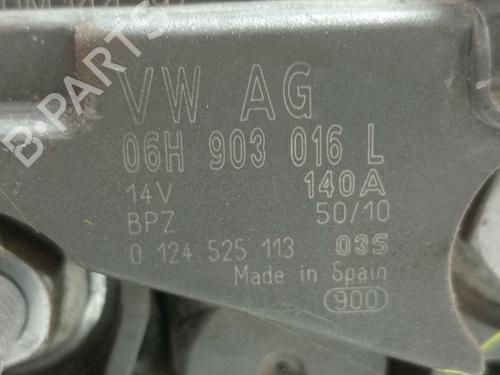 VW AG
06H 903 016 L
14V 140A
BPZ 50/10
0 124 525 113 03S
Made in Spain
900
B-PARTS